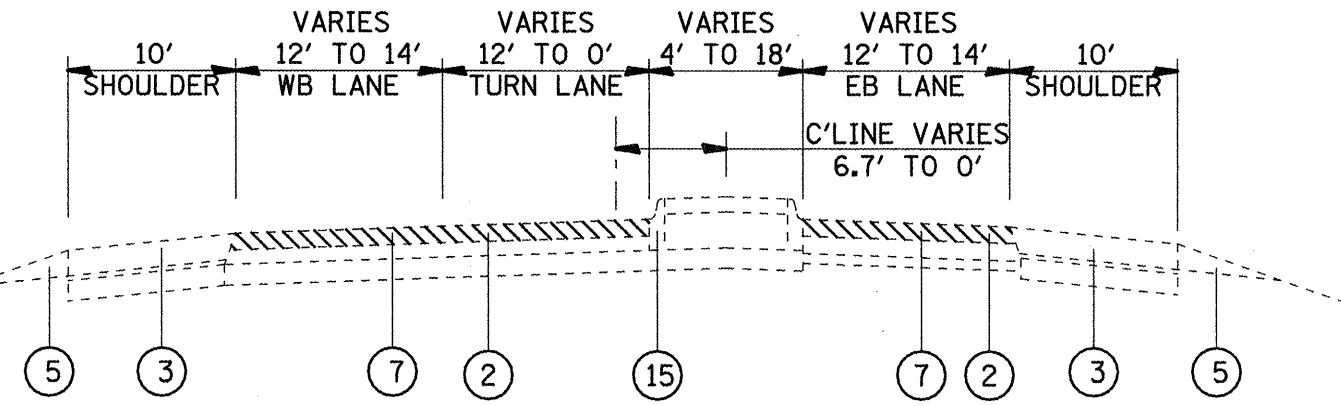 VARIES VARIES VARIES VARIES
10' 12' TO 14' 12' TO 0' 4' TO 18' 12' TO 14' 10'
SHOULDER WB LANE TURN LANE EB LANE SHOULDER
C'LINE VARIES
6.7' TO 0'
5 3 7 2 15 7 2 3 5